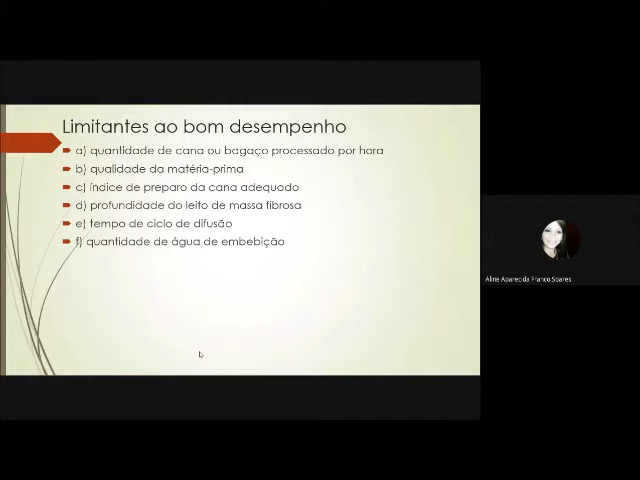 Limitantes ao bom desempenho
a) quantidade de cana ou bagaço processado por hora
b) qualidade da matéria-prima
c) índice de preparo da cana adequado
d) profundidade do leito de massa fibrosa
e) tempo de ciclo de difusão
f) quantidade de água de embebição
Aline Aparecida Franco Soares